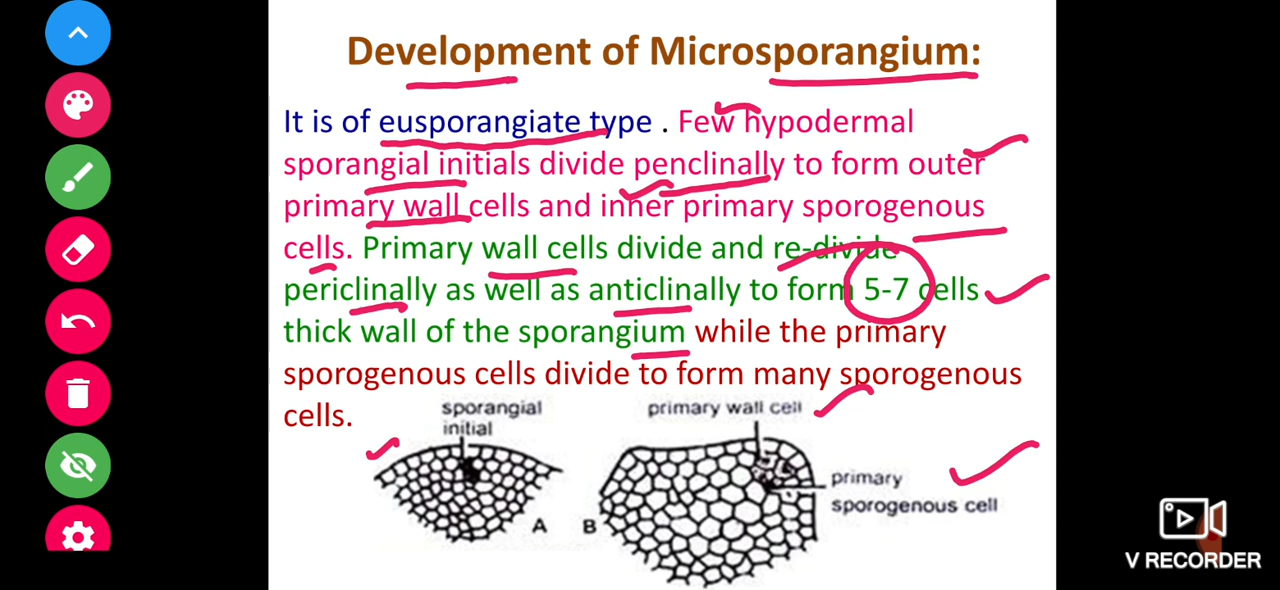 Development of Microsporangium:
It is of eusporangiate type . Few hypodermal
sporangial initials divide penclinally to form outer
primary wall cells and inner primary sporogenous
cells. Primary wall cells divide and re-divide
periclinally as well as anticlinally to form 5-7 cells
thick wall of the sporangium while the primary
sporogenous cells divide to form many sporogenous
cells.
sporangial
initial
primary wall cell
primary
sporogenous cell
A
B
V RECORDER